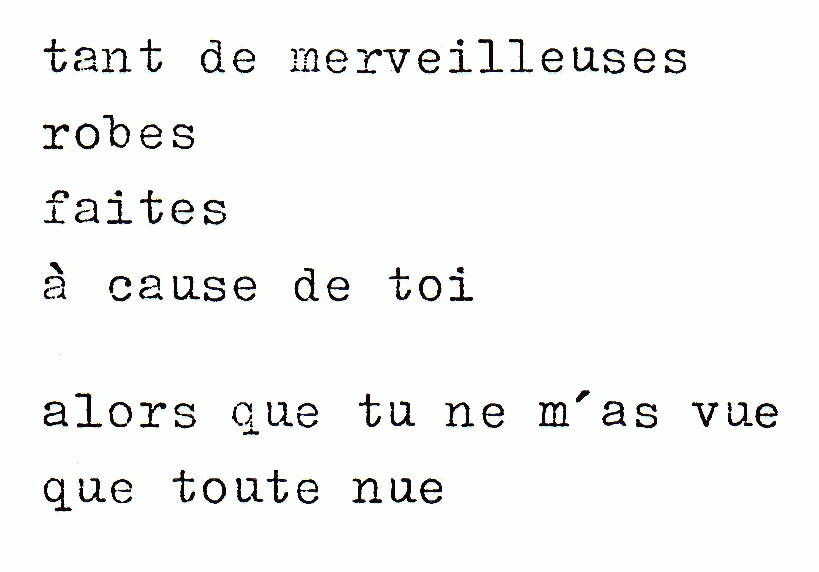 tant de merveilleuses
robes
faites
à cause de toi
alors que tu ne m'as vue
que toute nue